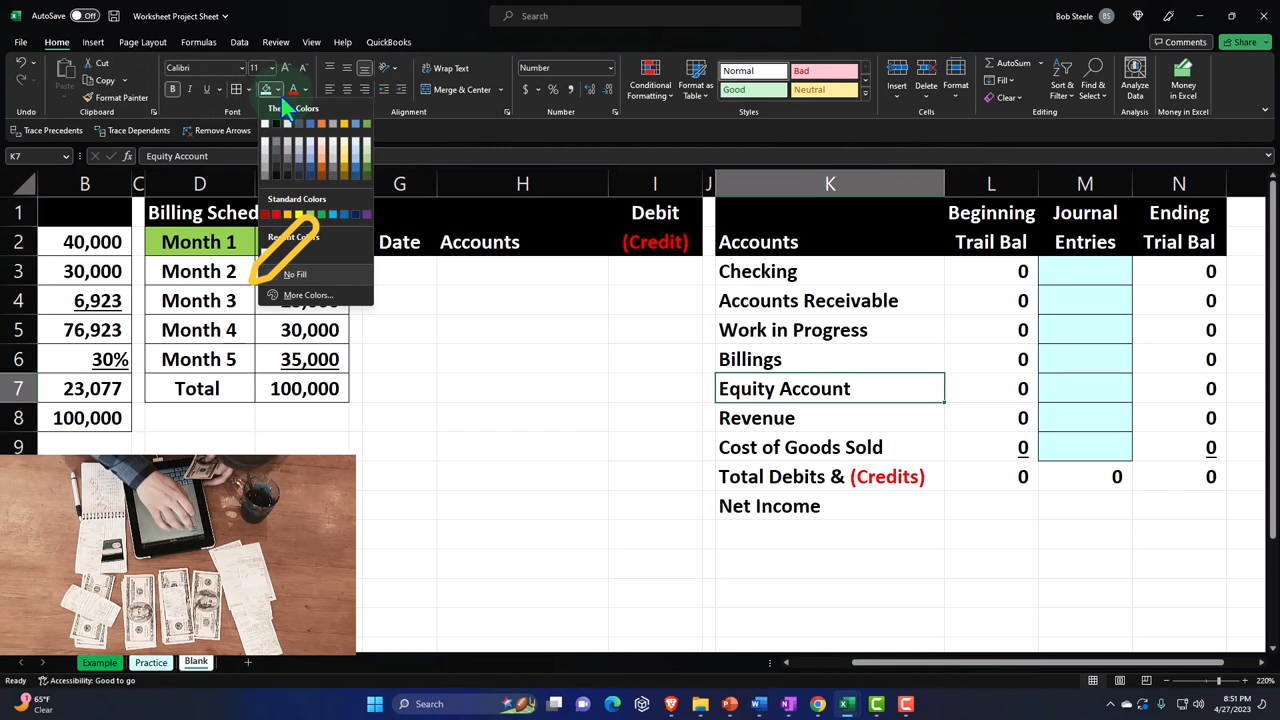 AutoSave Off Worksheet Project Sheet Search Bob Steele BS
File Home Insert Page Layout Formulas Data Review View Help QuickBooks Comments Share
Cut Calibri 11 Wrap Text Number Normal Bad AutoSum
Copy Fill
Paste Format Painter Merge & Center Conditional Formatting Good Neutral Insert Delete Format Clear Sort & Filter Find & Select Analyze Data Money in Excel
Undo Clipboard Font Alignment Number Styles Cells Editing Analysis Money in Excel
Trace Precedents Trace Dependents Remove Arrows
Colors
K7 Equity Account
B C D G H I J K L M N
1 Billing Sched Debit Beginning Journal Ending
2 40,000 Month 1 Date Accounts (Credit) Accounts Trail Bal Entries Trial Bal
3 30,000 Month 2 Checking 0 0
4 6,923 Month 3 Accounts Receivable 0 0
5 76,923 Month 4 30,000 Work in Progress 0 0
6 30% Month 5 35,000 Billings 0 0
7 23,077 Total 100,000 Equity Account 0 0
8 100,000 Revenue 0 0
9 Cost of Goods Sold 0 0
Total Debits & (Credits) 0 0 0
Net Income
Standard Colors
No Fill
More Colors...
Example Practice Blank
Ready Accessibility: Good to go 220%
1 65°F Clear Search 8:51 PM 4/27/2023